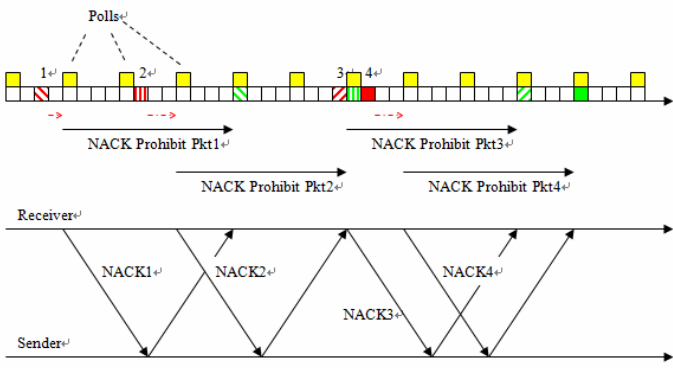 Polls↵
1↵ 2↵ 3↵ 4↵
NACK Prohibit Pkt1↵ NACK Prohibit Pkt3↵
NACK Prohibit Pkt2↵ NACK Prohibit Pkt4↵
Receiver↵
NACK1↵ NACK2↵ NACK4↵
NACK3↵
Sender↵